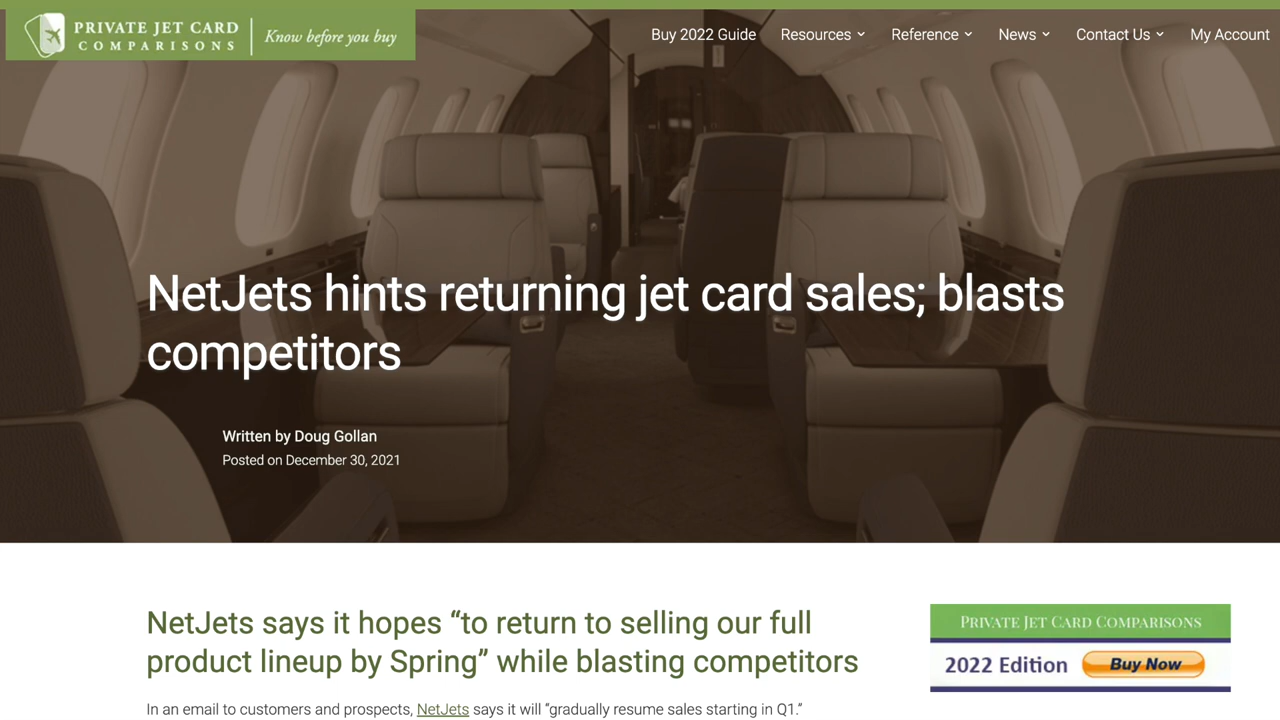 PRIVATE JET CARD
COMPARISONS
Know before you buy
Buy 2022 Guide Resources Reference News Contact Us My Account
NetJets hints returning jet card sales; blasts
competitors
Written by Doug Gollan
Posted on December 30, 2021
NetJets says it hopes “to return to selling our full
product lineup by Spring” while blasting competitors
In an email to customers and prospects, NetJets says it will “gradually resume sales starting in Q1.”
PRIVATE JET CARD COMPARISONS
2022 Edition Buy Now